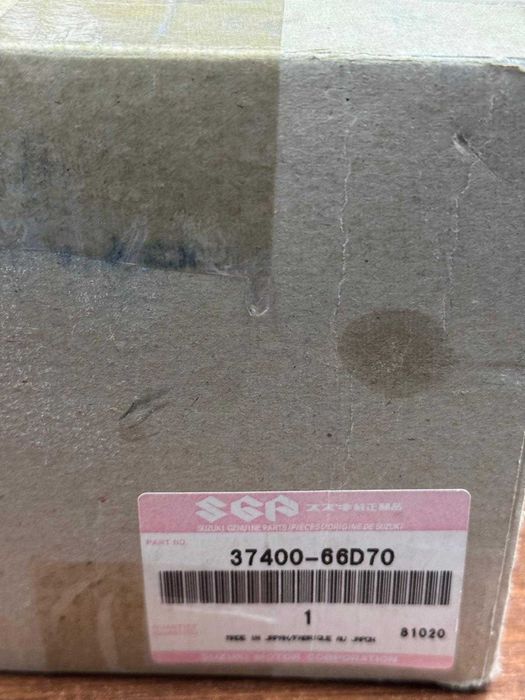 SGP スズキ純正部品
SUZUKI GENUINE PARTS/PIECES D'ORIGINE DE SUZUKI
PART NO.
37400-66D70
QUANTITY
1
MADE IN JAPAN/FABRIQUE AU JAPON
81020
SUZUKI MOTOR CORPORATION